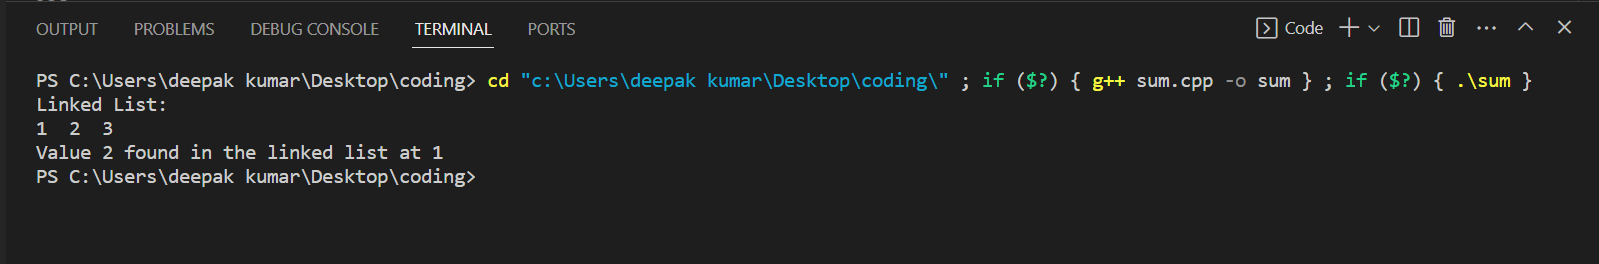 OUTPUT PROBLEMS DEBUG CONSOLE TERMINAL PORTS Code
PS C:\Users\deepak kumar\Desktop\coding> cd "c:\Users\deepak kumar\Desktop\coding\" ; if ($?) { g++ sum.cpp -o sum } ; if ($?) { .\sum }
Linked List:
1  2  3
Value 2 found in the linked list at 1
PS C:\Users\deepak kumar\Desktop\coding>